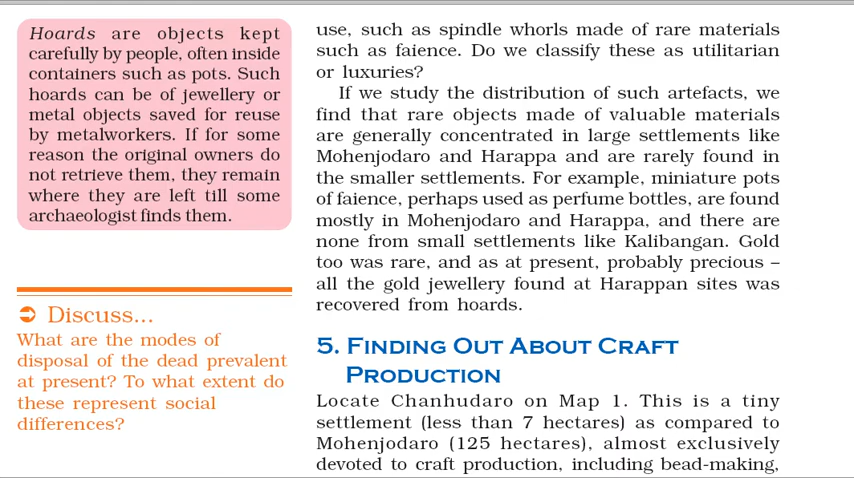 Hoards are objects kept
carefully by people, often inside
containers such as pots. Such
hoards can be of jewellery or
metal objects saved for reuse
by metalworkers. If for some
reason the original owners do
not retrieve them, they remain
where they are left till some
archaeologist finds them.
➲ Discuss...
What are the modes of
disposal of the dead prevalent
at present? To what extent do
these represent social
differences?
use, such as spindle whorls made of rare materials
such as faience. Do we classify these as utilitarian
or luxuries?
If we study the distribution of such artefacts, we
find that rare objects made of valuable materials
are generally concentrated in large settlements like
Mohenjodaro and Harappa and are rarely found in
the smaller settlements. For example, miniature pots
of faience, perhaps used as perfume bottles, are found
mostly in Mohenjodaro and Harappa, and there are
none from small settlements like Kalibangan. Gold
too was rare, and as at present, probably precious –
all the gold jewellery found at Harappan sites was
recovered from hoards.
5. Finding Out About Craft
Production
Locate Chanhudaro on Map 1. This is a tiny
settlement (less than 7 hectares) as compared to
Mohenjodaro (125 hectares), almost exclusively
devoted to craft production, including bead-making,